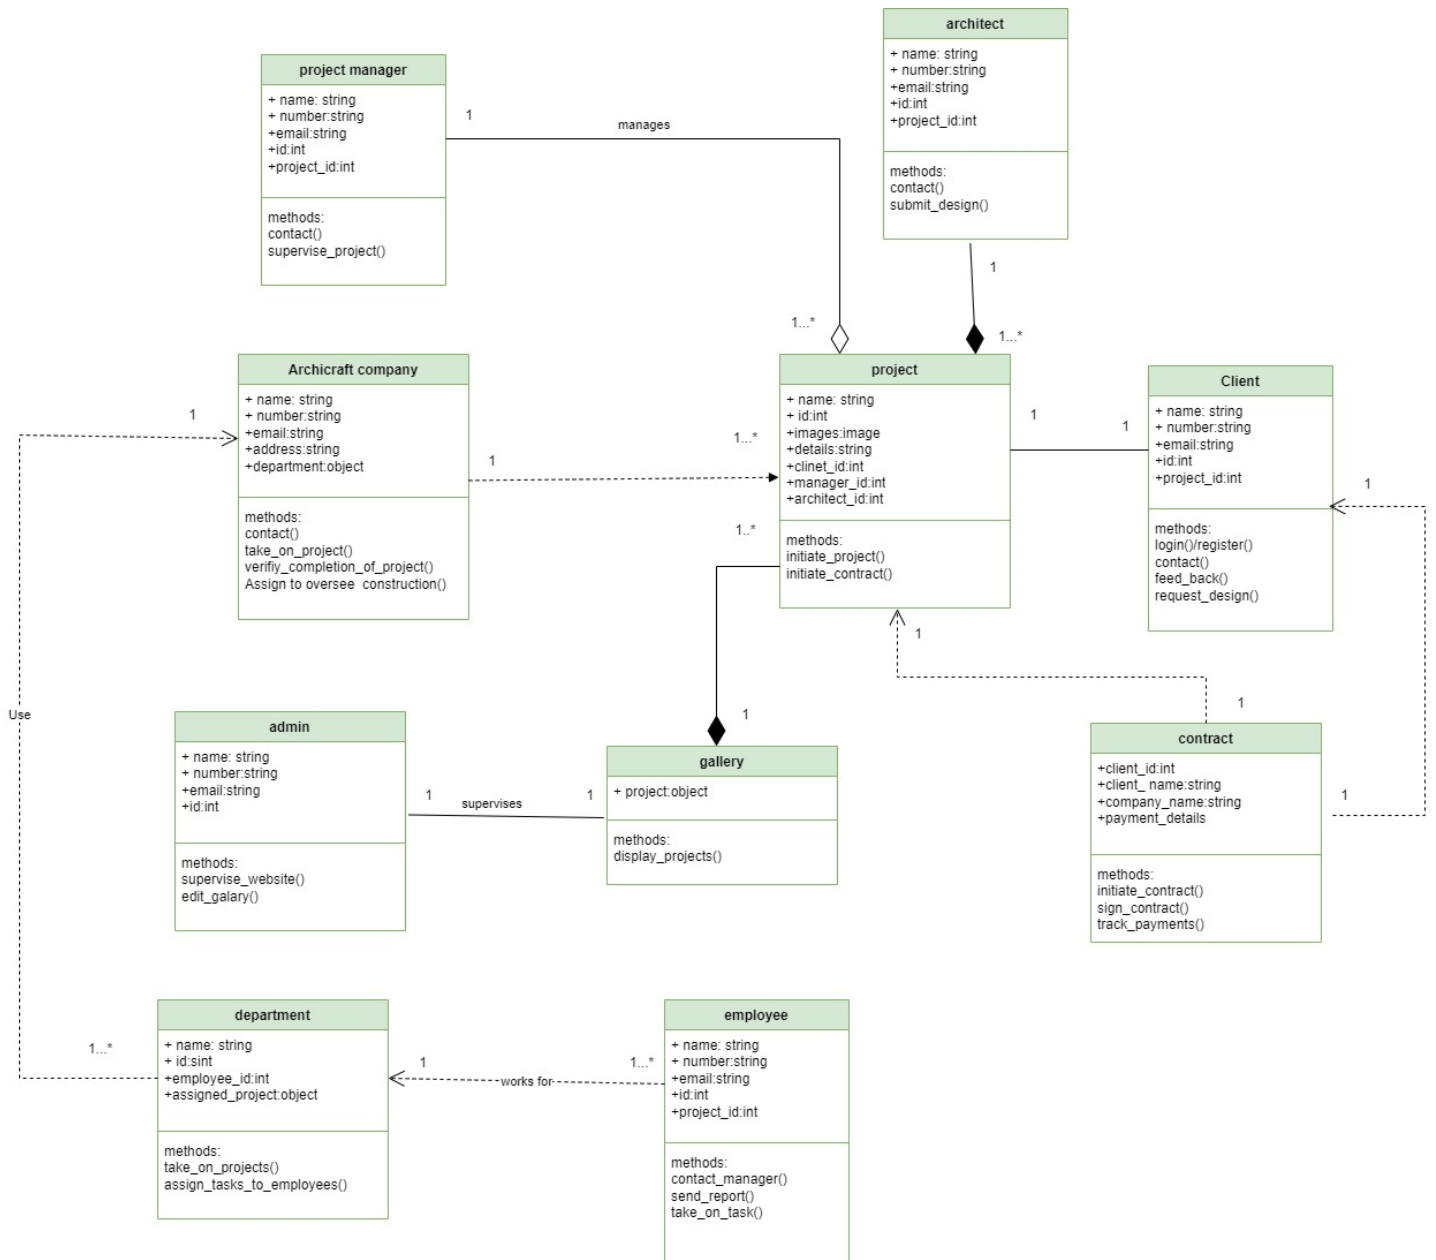 architect
+ name: string
+ number:string
+email:string
+id:int
+project_id:int
methods:
contact()
submit_design()
project manager
+ name: string
+ number:string
+email:string
+id:int
+project_id:int
methods:
contact()
supervise_project()
1
manages
1
1...*
1...*
Archicraft company
+ name: string
+ number:string
+email:string
+address:string
+department:object
methods:
contact()
take_on_project()
verifiy_completion_of_project()
Assign to oversee construction()
1
1
1...*
project
+ name: string
+ id:int
+images:image
+details:string
+clinet_id:int
+manager_id:int
+architect_id:int
methods:
initiate_project()
initiate_contract()
1
1
Client
+ name: string
+ number:string
+email:string
+id:int
+project_id:int
methods:
login()/register()
contact()
feed_back()
request_design()
1
1..*
1
1
Use
admin
+ name: string
+ number:string
+email:string
+id:int
methods:
supervise_website()
edit_galary()
1
supervises
1
1
gallery
+ project:object
methods:
display_projects()
contract
+client_id:int
+client_ name:string
+company_name:string
+payment_details
methods:
initiate_contract()
sign_contract()
track_payments()
1
department
+ name: string
+ id:sint
+employee_id:int
+assigned_project:object
methods:
take_on_projects()
assign_tasks_to_employees()
1...*
1
works for
1...*
employee
+ name: string
+ number:string
+email:string
+id:int
+project_id:int
methods:
contact_manager()
send_report()
take_on_task()